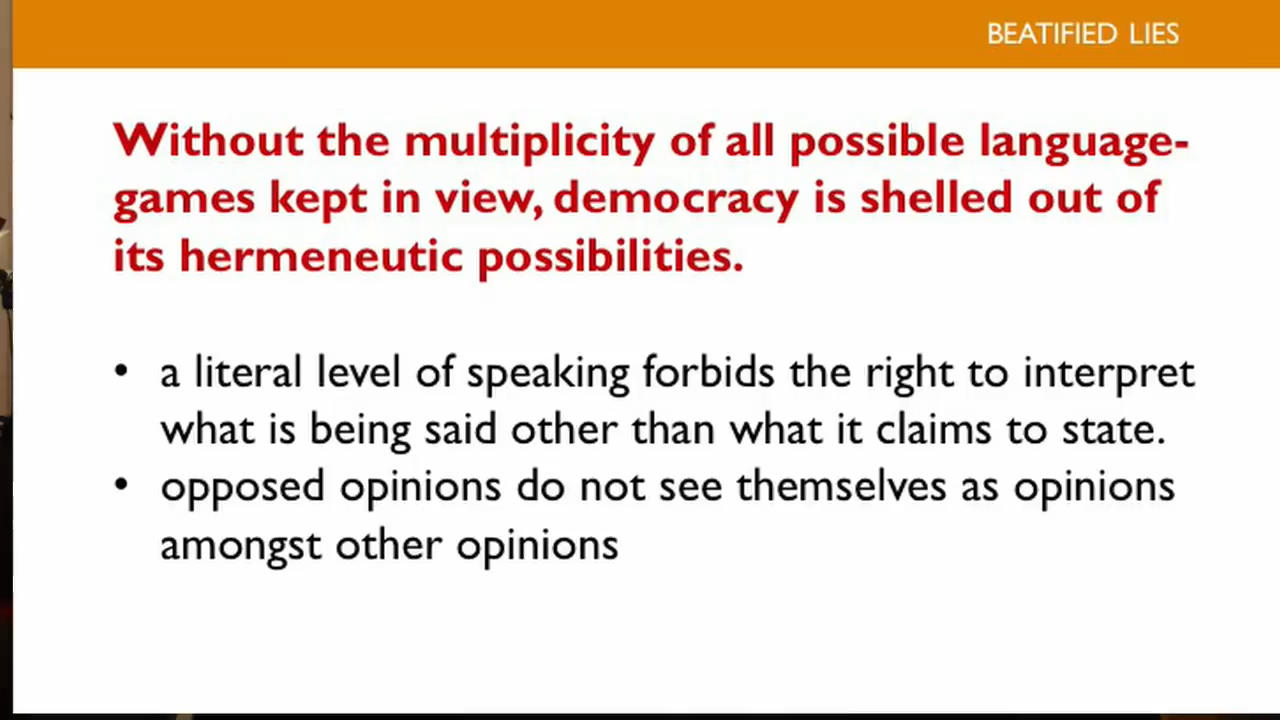 BEATIFIED LIES
Without the multiplicity of all possible language-
games kept in view, democracy is shelled out of
its hermeneutic possibilities.
• a literal level of speaking forbids the right to interpret
what is being said other than what it claims to state.
• opposed opinions do not see themselves as opinions
amongst other opinions